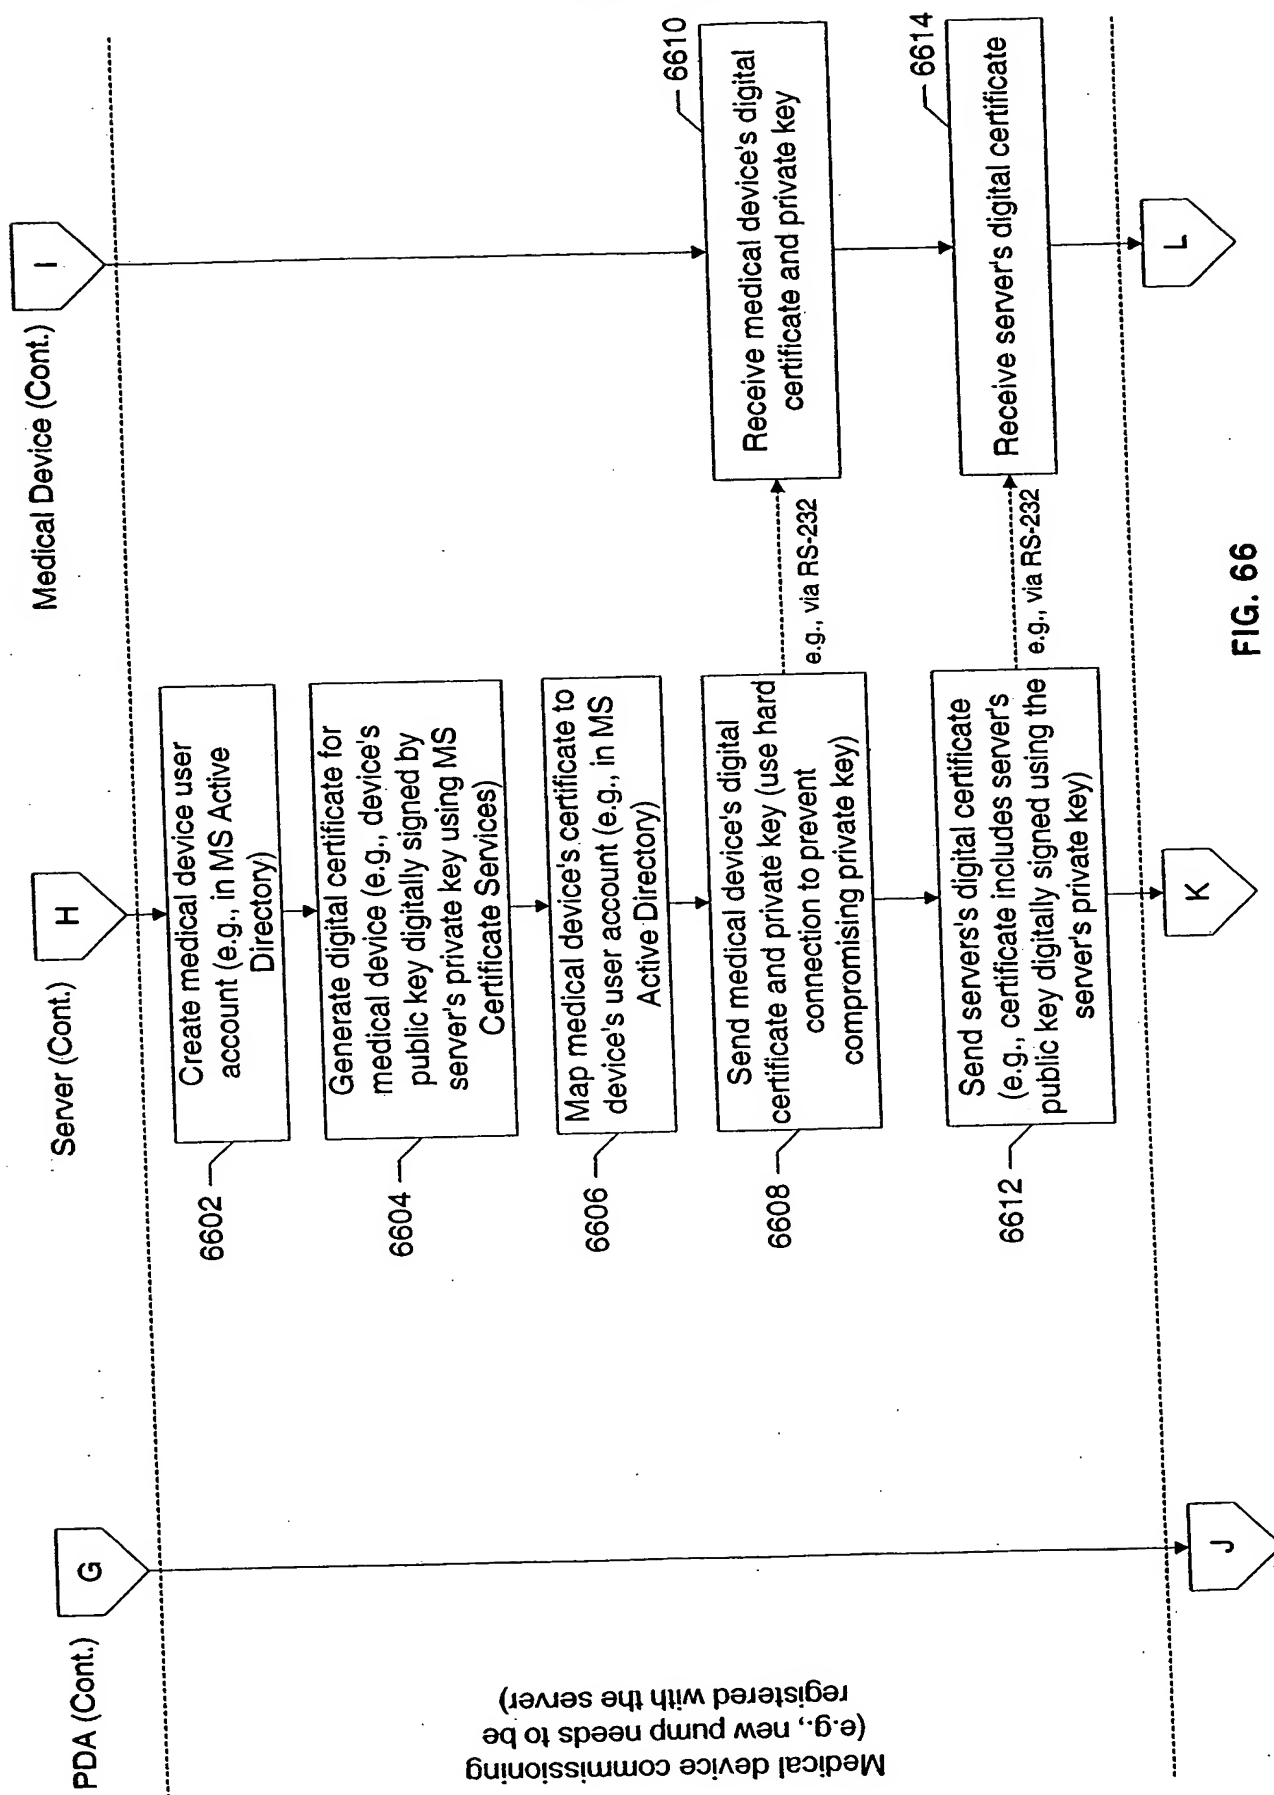 PDA (Cont.)
Server (Cont.)
Medical Device (Cont.)
G
H
I
Medical device commissioning
(e.g., new pump needs to be
registered with the server)
6602
Create medical device user
account (e.g., in MS Active
Directory)
6604
Generate digital certificate for
medical device (e.g., device's
public key digitally signed by
server's private key using MS
Certificate Services)
6606
Map medical device's certificate to
device's user account (e.g., in MS
Active Directory)
6608
Send medical device's digital
certificate and private key (use hard
connection to prevent
compromising private key)
e.g., via RS-232
6610
Receive medical device's digital
certificate and private key
6612
Send servers's digital certificate
(e.g., certificate includes server's
public key digitally signed using the
server's private key)
e.g., via RS-232
6614
Receive server's digital certificate
J
K
L
FIG. 66